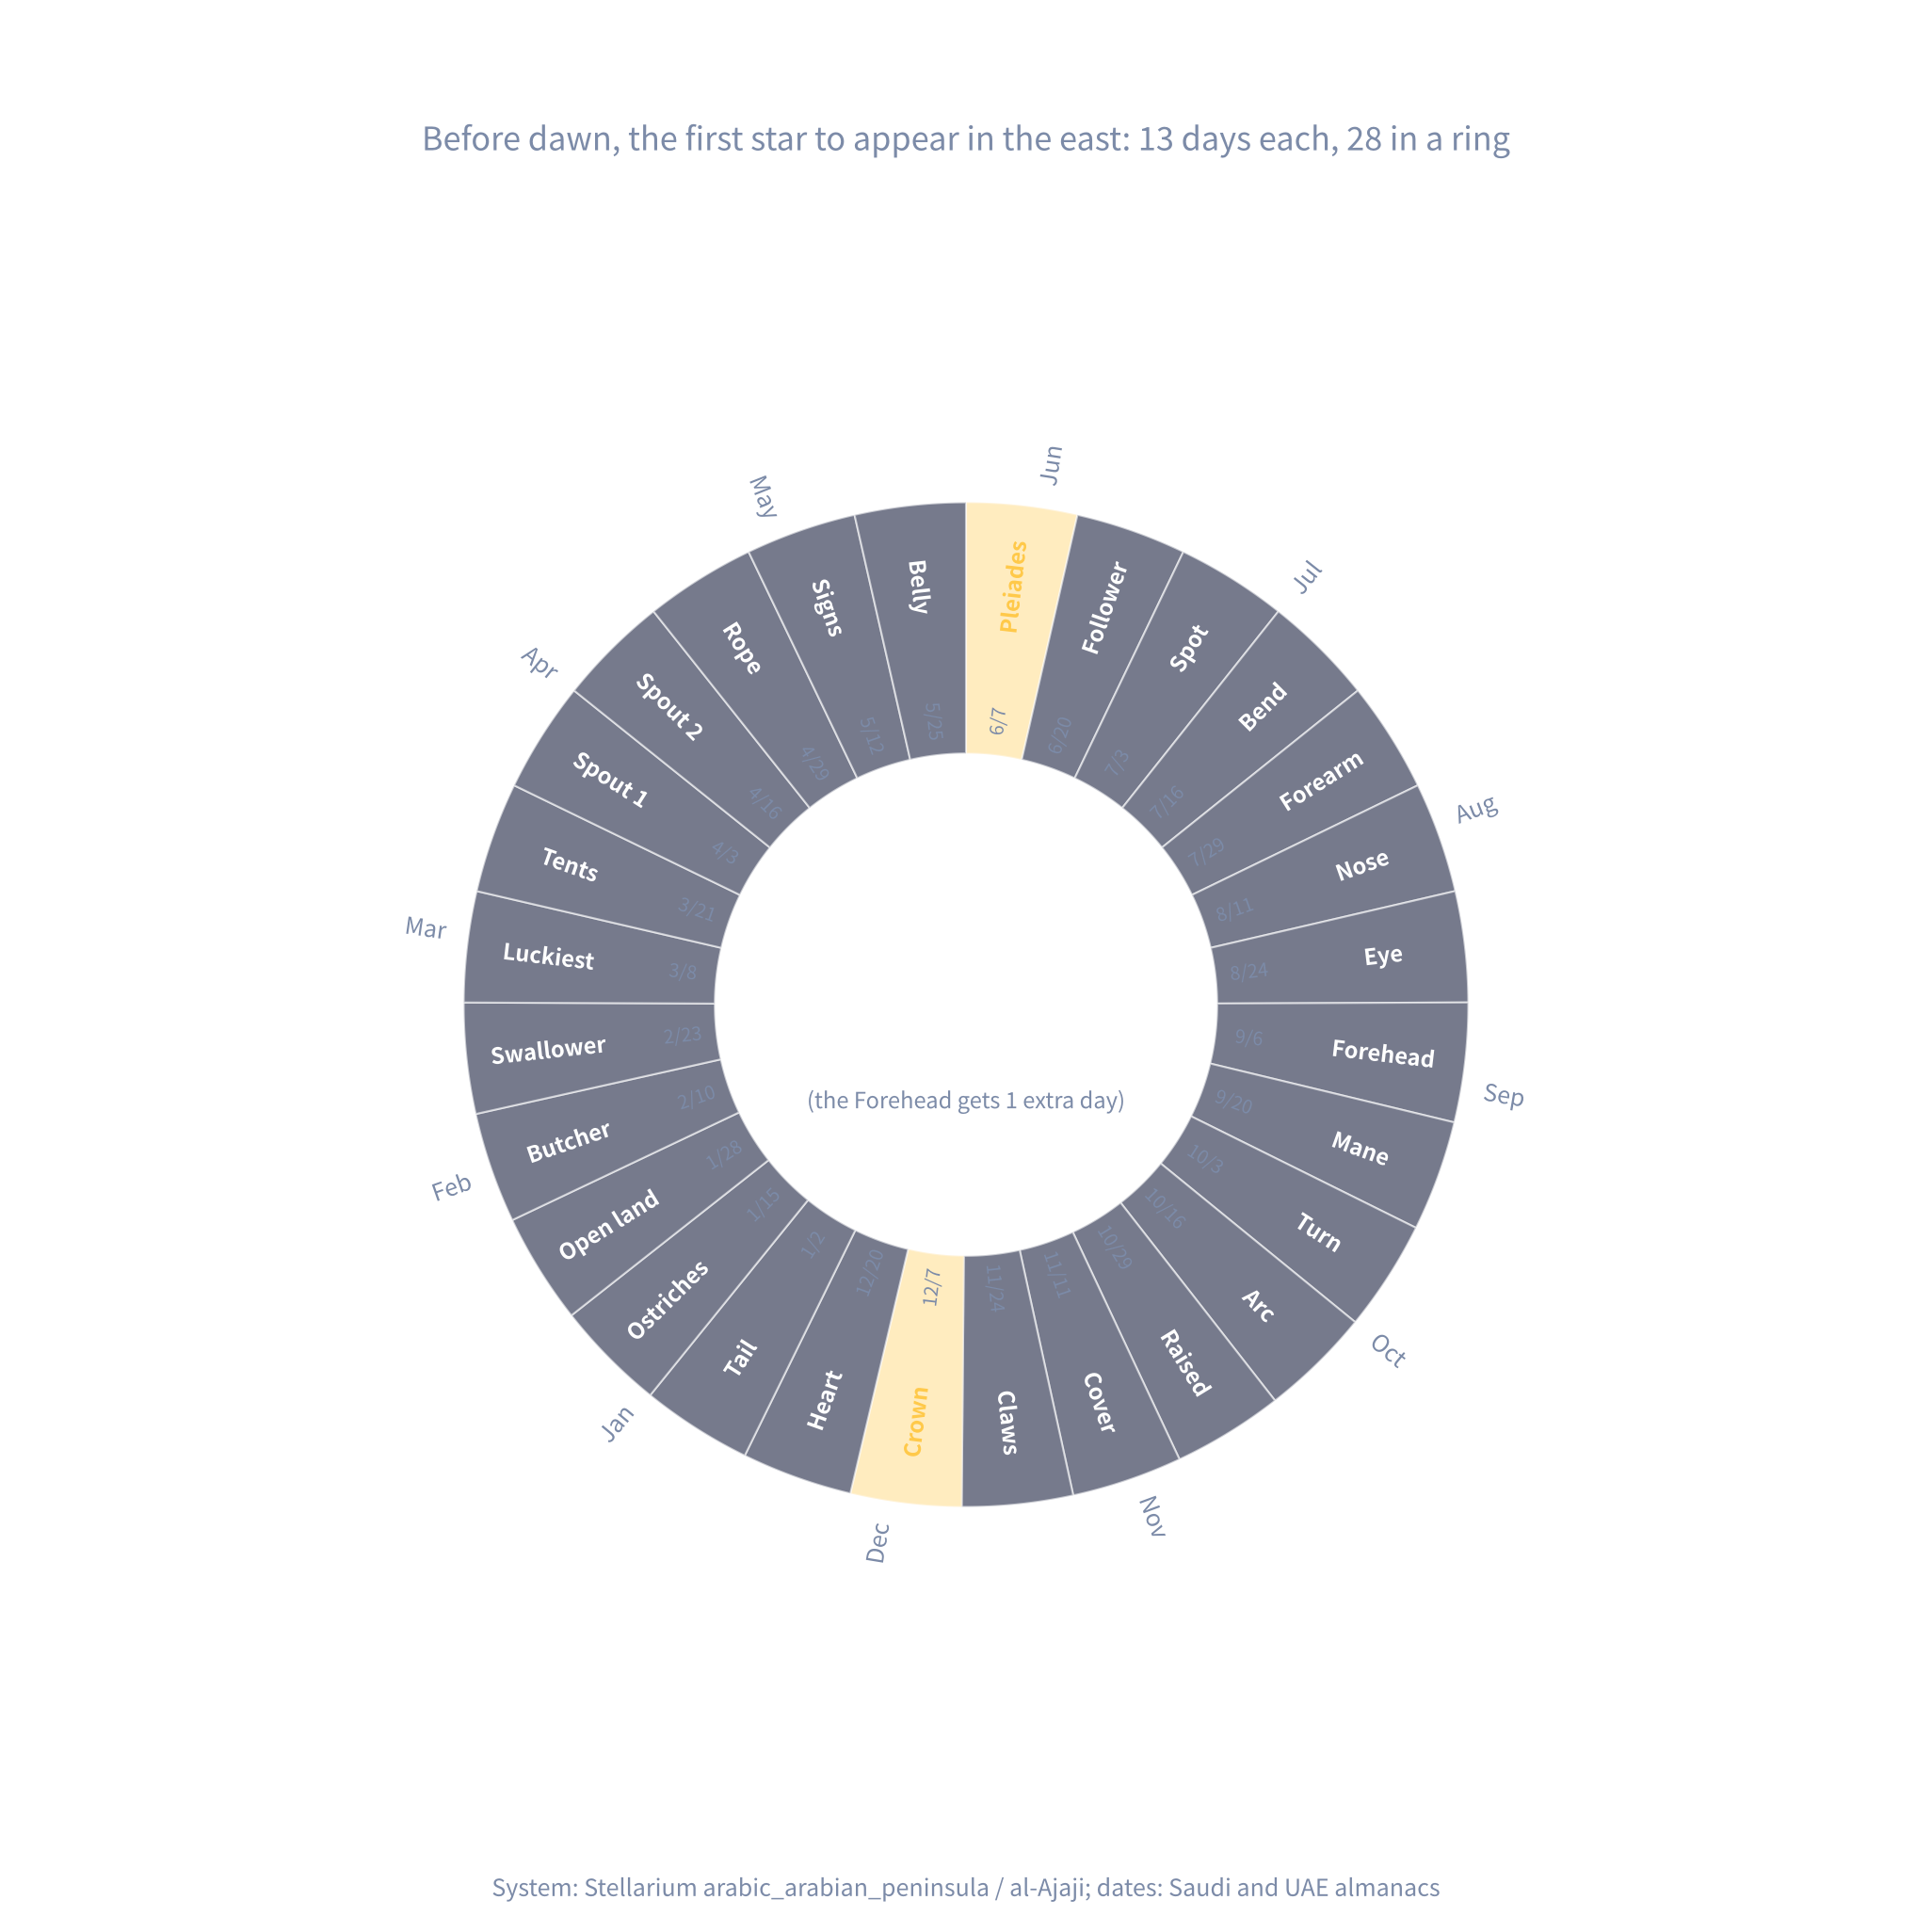 Before dawn, the first star to appear in the east: 13 days each, 28 in a ring
Jun
Jul
Aug
Sep
Oct
Nov
Dec
Jan
Feb
Mar
Apr
May
Pleiades 6/7
Follower 6/20
Spot 7/3
Bend 7/16
Forearm 7/29
Nose 8/11
Eye 8/24
Forehead 9/6
Mane 9/20
Turn 10/3
Arc 10/16
Raised 10/29
Cover 11/11
Claws 11/24
Crown 12/7
Heart 12/20
Tail 1/2
Ostriches 1/15
Open land 1/28
Butcher 2/10
Swallower 2/23
Luckiest 3/8
Tents 3/21
Spout 1 4/3
Spout 2 4/16
Rope 4/29
Signs 5/12
Belly 5/25
(the Forehead gets 1 extra day)
System: Stellarium arabic_arabian_peninsula / al-Ajaji; dates: Saudi and UAE almanacs